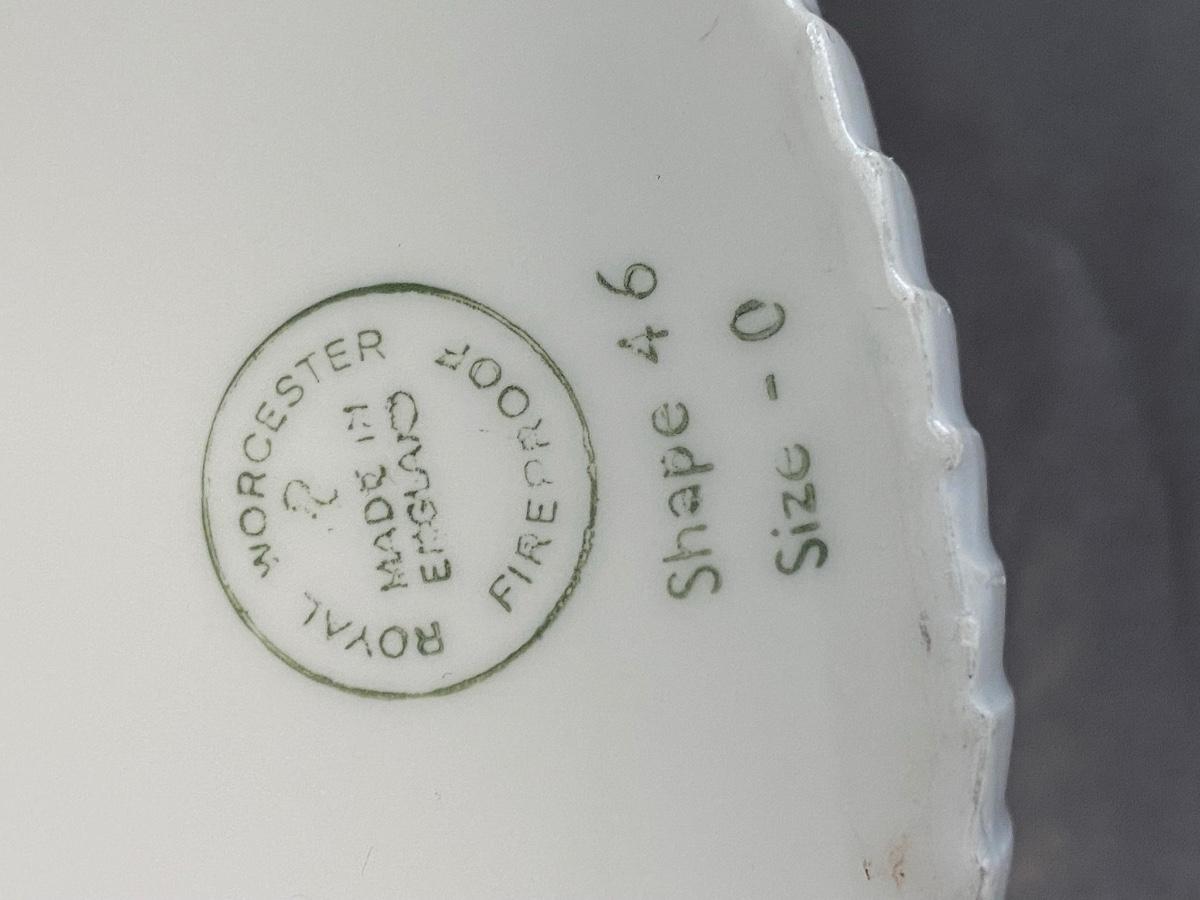 ROYAL WORCESTER
R
MADE IN
ENGLAND
FIREPROOF
Shape 46
Size - 0